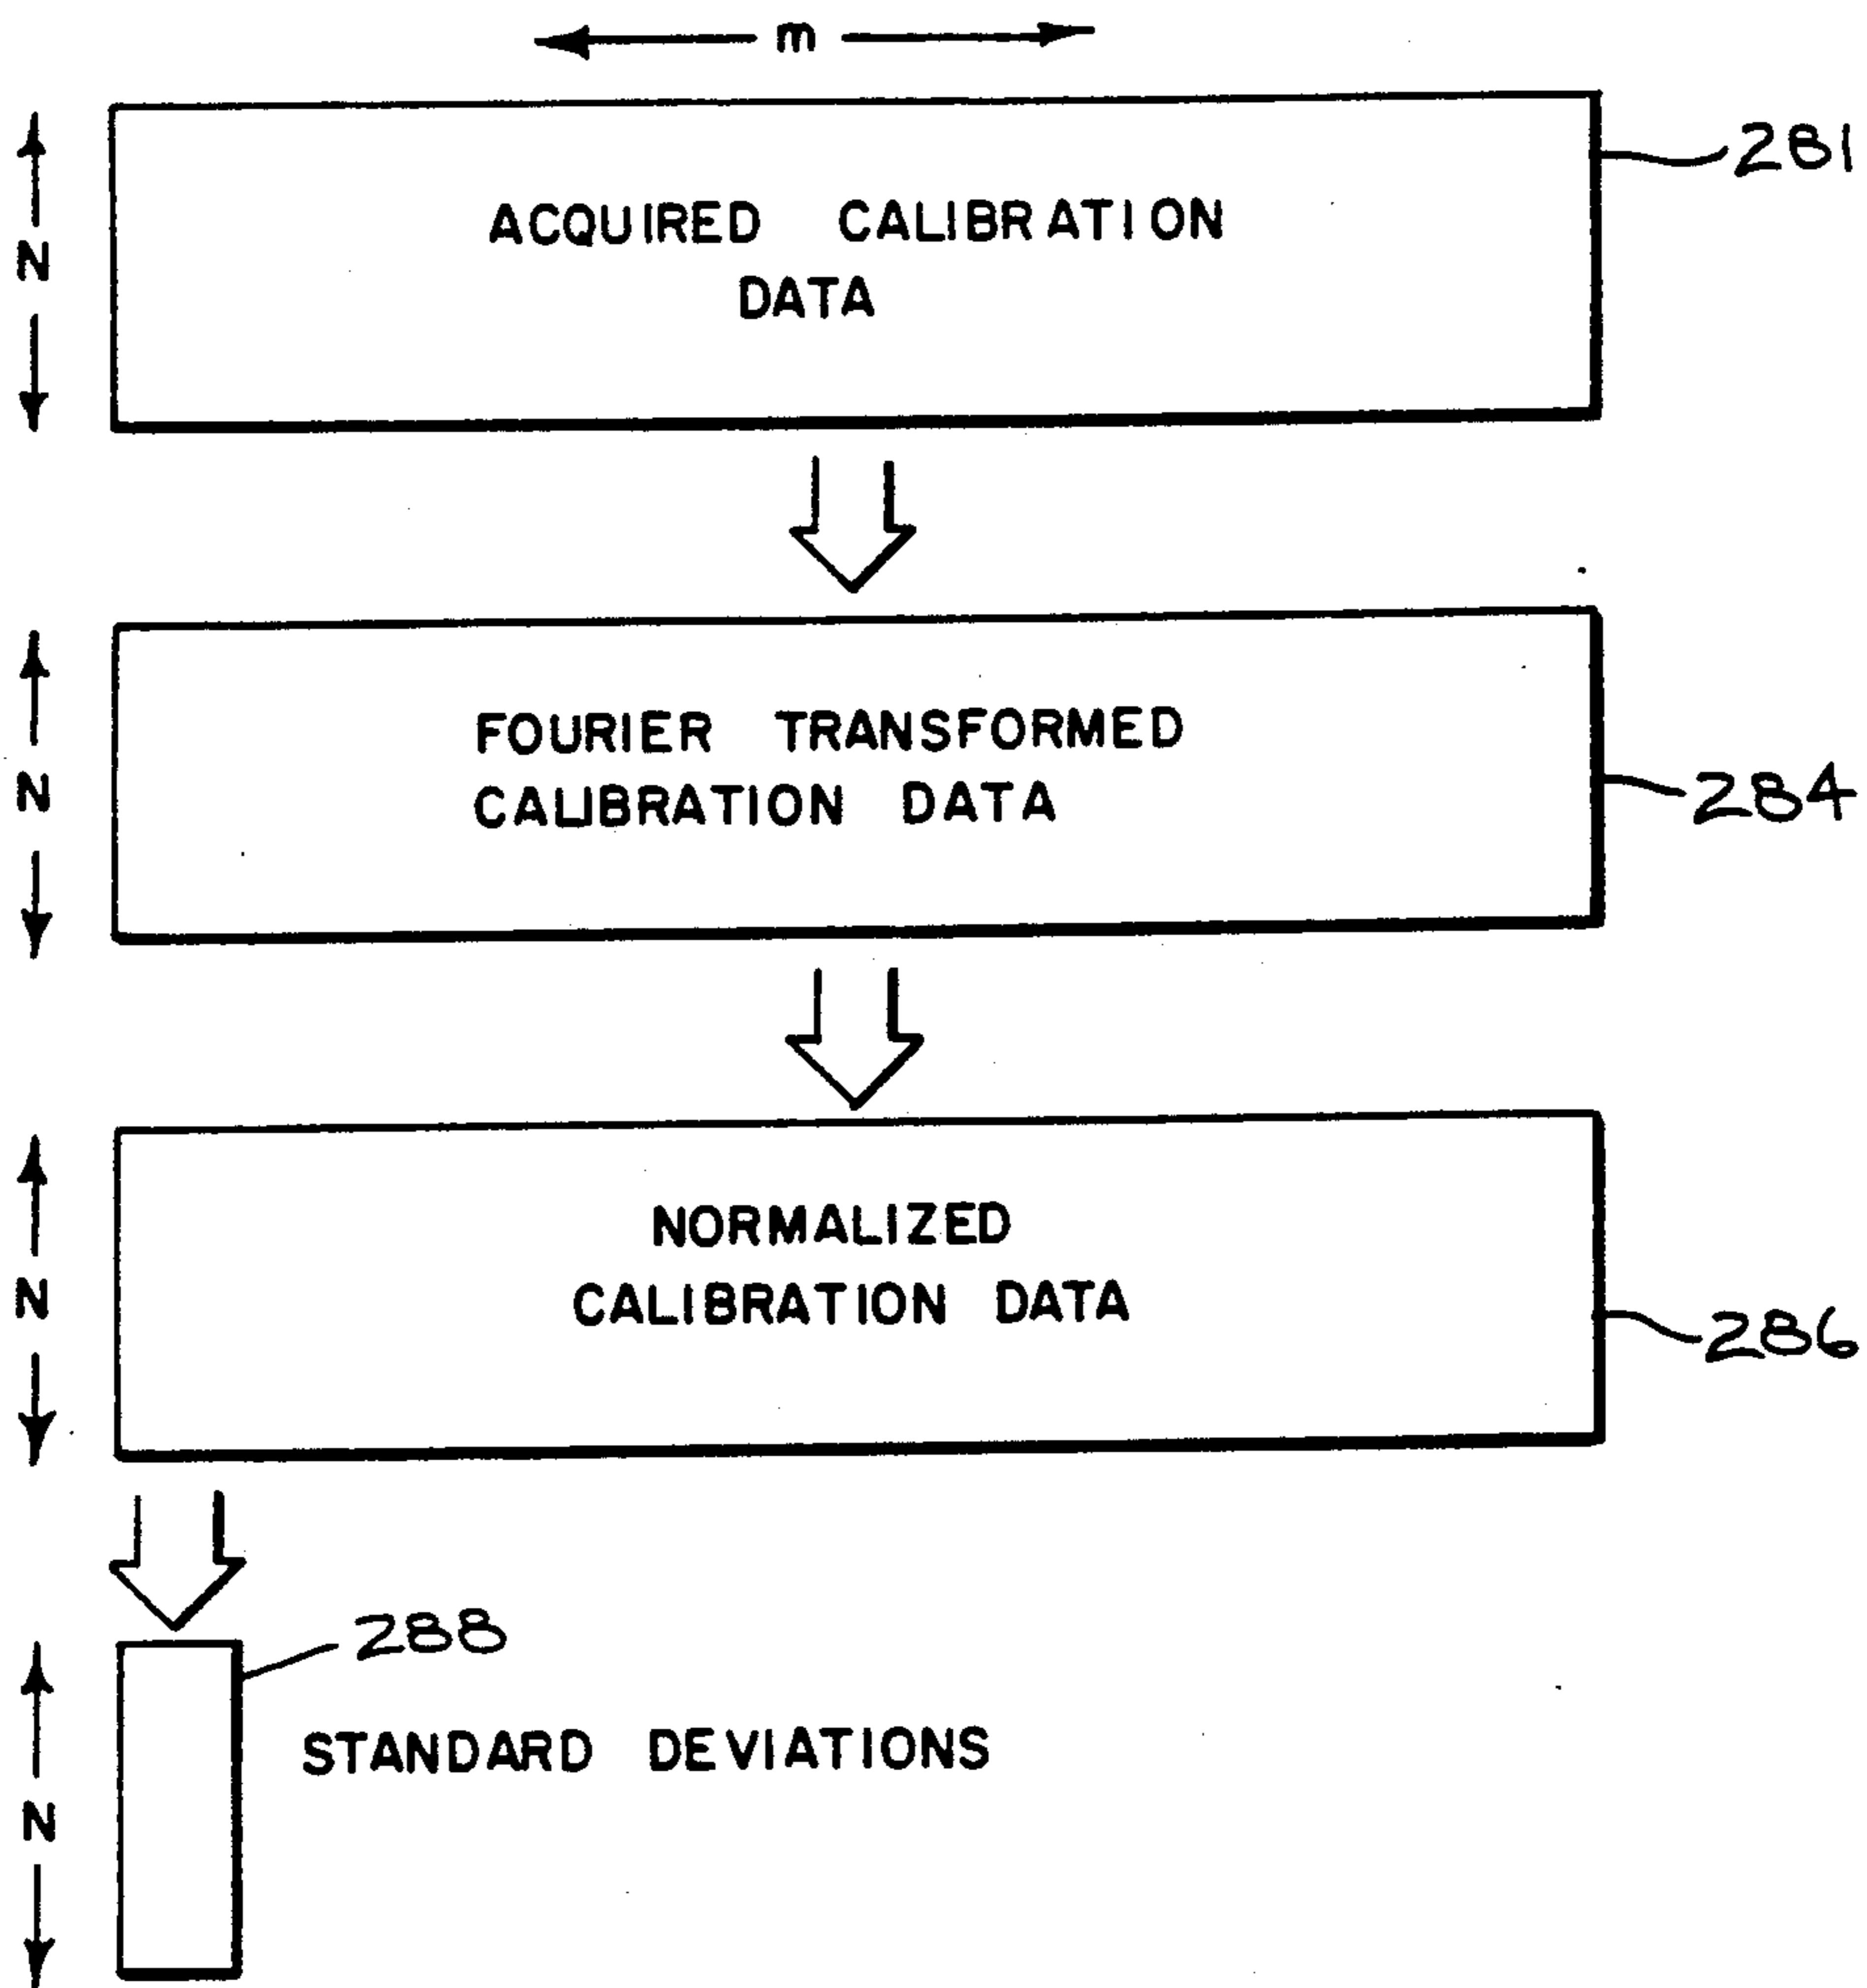 m
281
N
ACQUIRED CALIBRATION
DATA
N
FOURIER TRANSFORMED
CALIBRATION DATA
284
N
NORMALIZED
CALIBRATION DATA
286
288
STANDARD DEVIATIONS
N